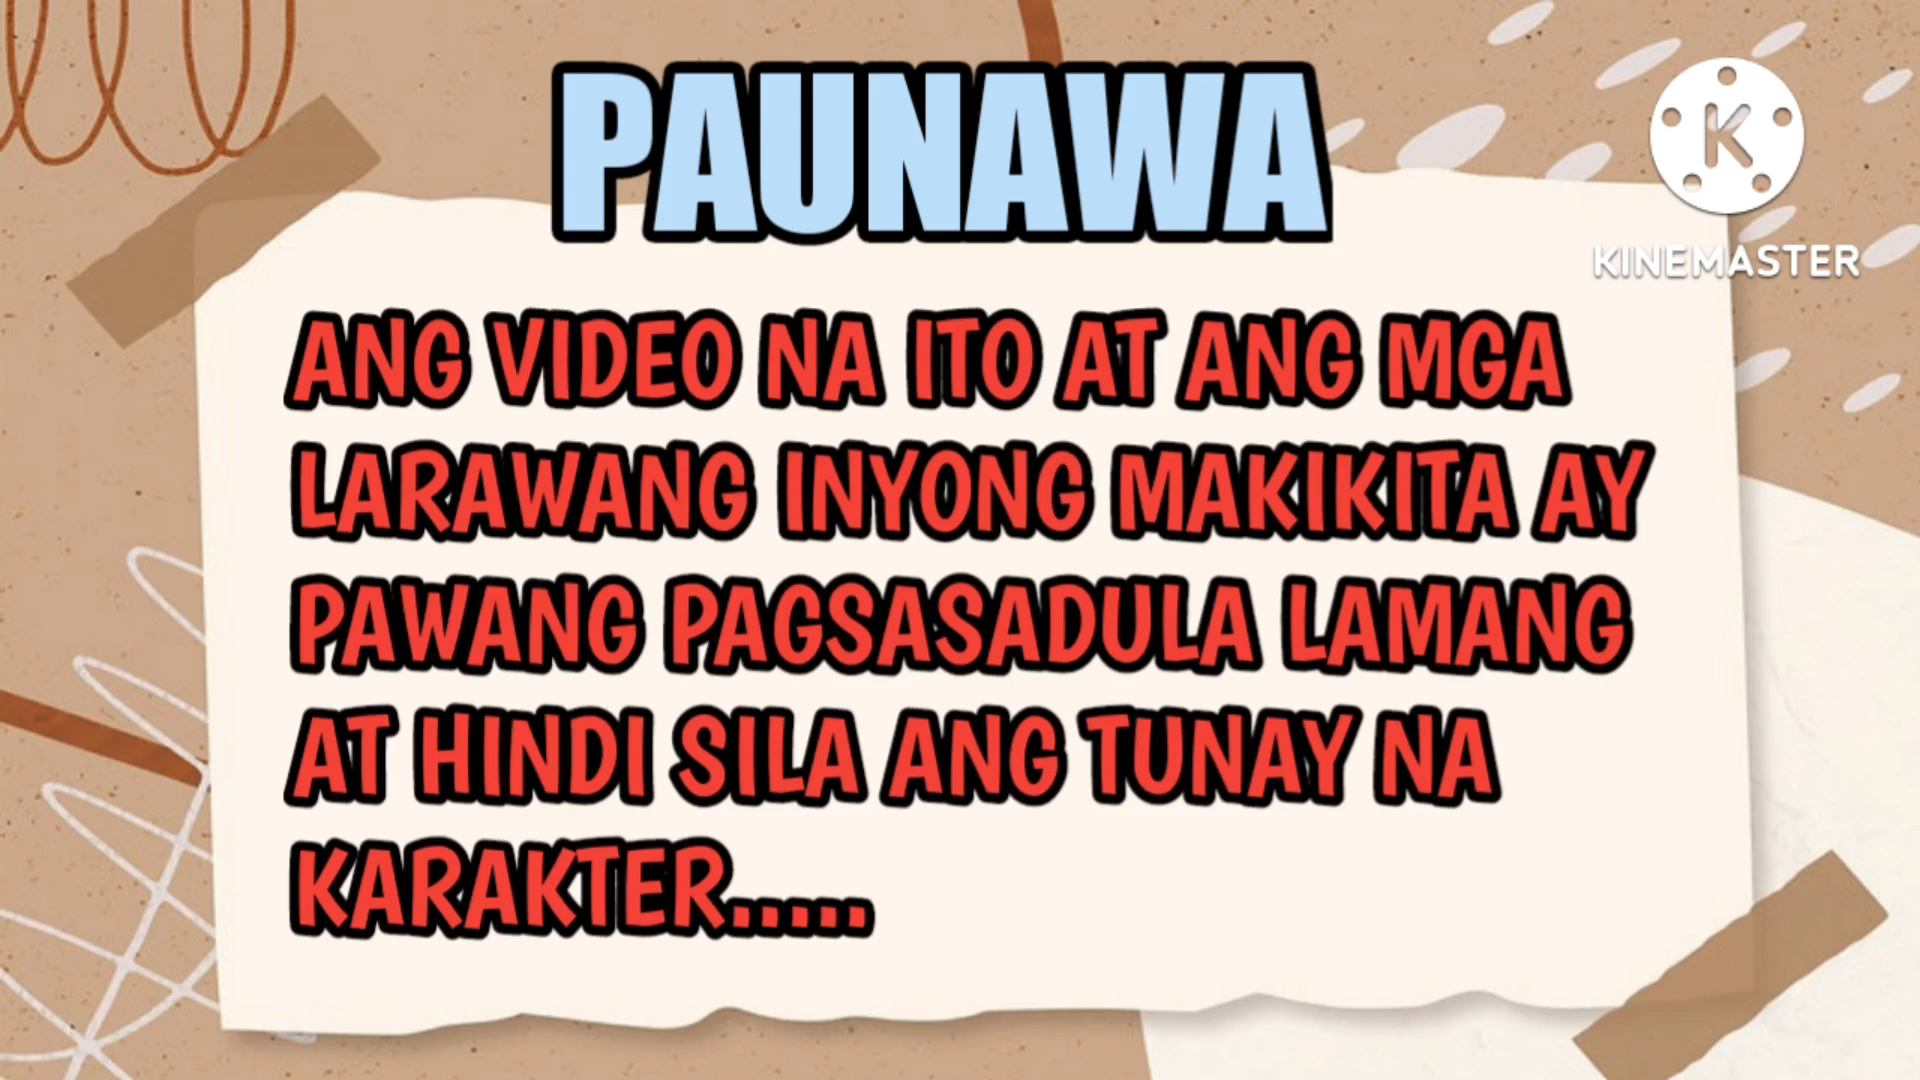 PAUNAWA
K
KINEMASTER
ANG VIDEO NA ITO AT ANG MGA
LARAWANG INYONG MAKIKITA AY
PAWANG PAGSASADULA LAMANG
AT HINDI SILA ANG TUNAY NA
KARAKTER.....